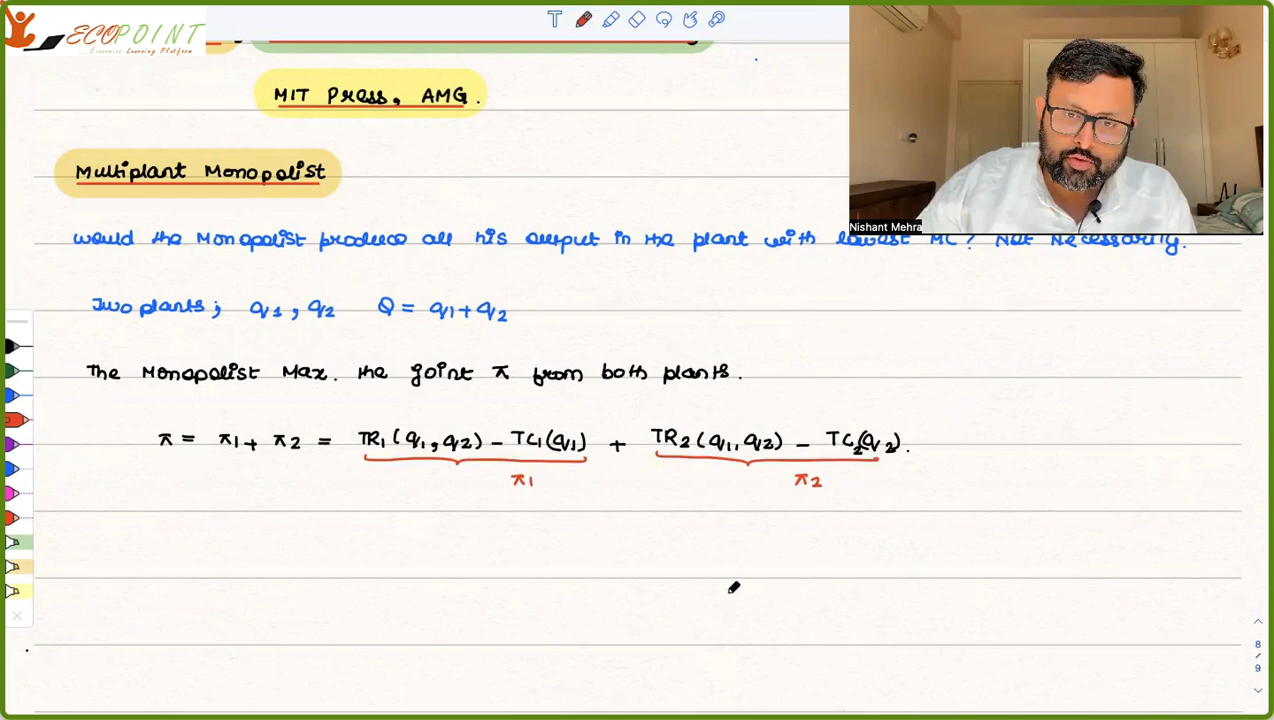 ECOPOINT
Economics Learning Platform
MIT Press, AMG.
Multiplant Monopolist
Nishant Mehra
would the Monopolist produce all his output in the plant with lowest MC? Not Necessarily.
Two plants; q1, q2 Q = q1+q2
The Monopolist Max. the joint π from both plants.
π = π1 + π2 = TR1(q1,q2) - TC1(q1) + TR2(q1,q2) - TC2(q2).
π1 π2
8
/
9